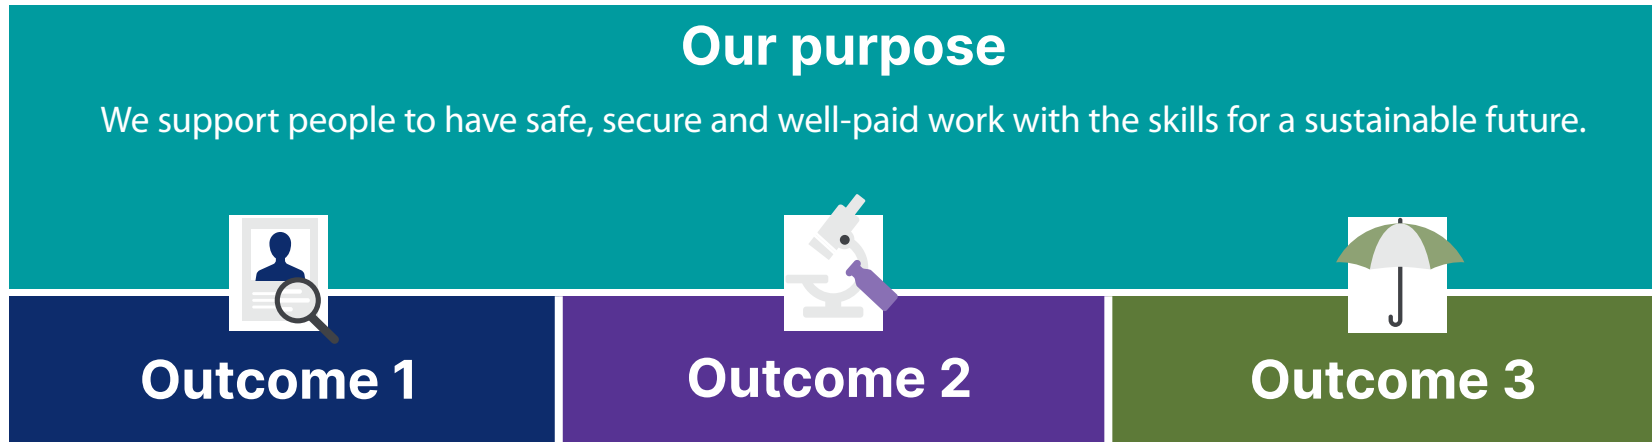 Our purpose
We support people to have safe, secure and well-paid work with the skills for a sustainable future.
Outcome 1
Outcome 2
Outcome 3